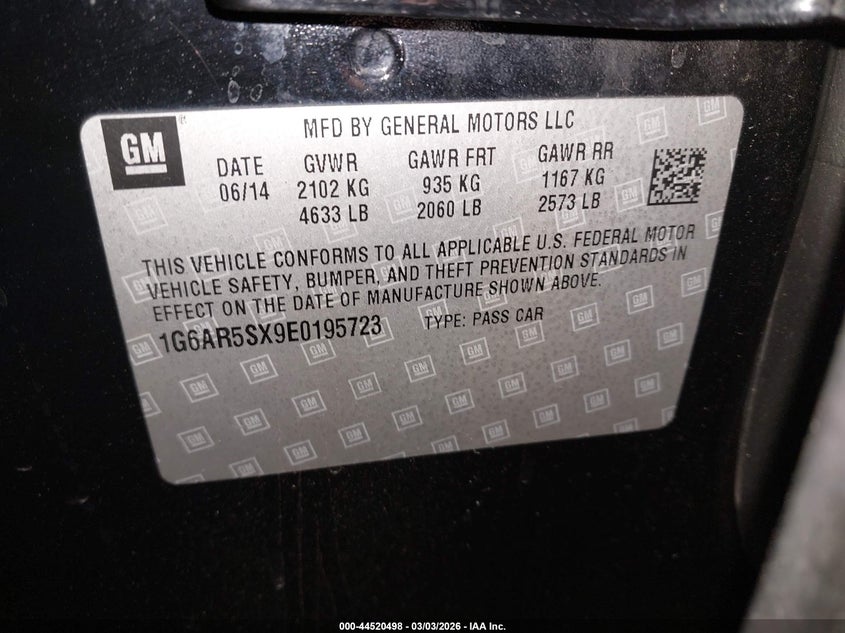 GM
MFD BY GENERAL MOTORS LLC
DATE GVWR GAWR FRT GAWR RR
06/14 2102 KG 935 KG 1167 KG
4633 LB 2060 LB 2573 LB
THIS VEHICLE CONFORMS TO ALL APPLICABLE U.S. FEDERAL MOTOR
VEHICLE SAFETY, BUMPER, AND THEFT PREVENTION STANDARDS IN
EFFECT ON THE DATE OF MANUFACTURE SHOWN ABOVE.
1G6AR5SX9E0195723 TYPE: PASS CAR
000-44520498 - 03/03/2026 - IAA Inc.